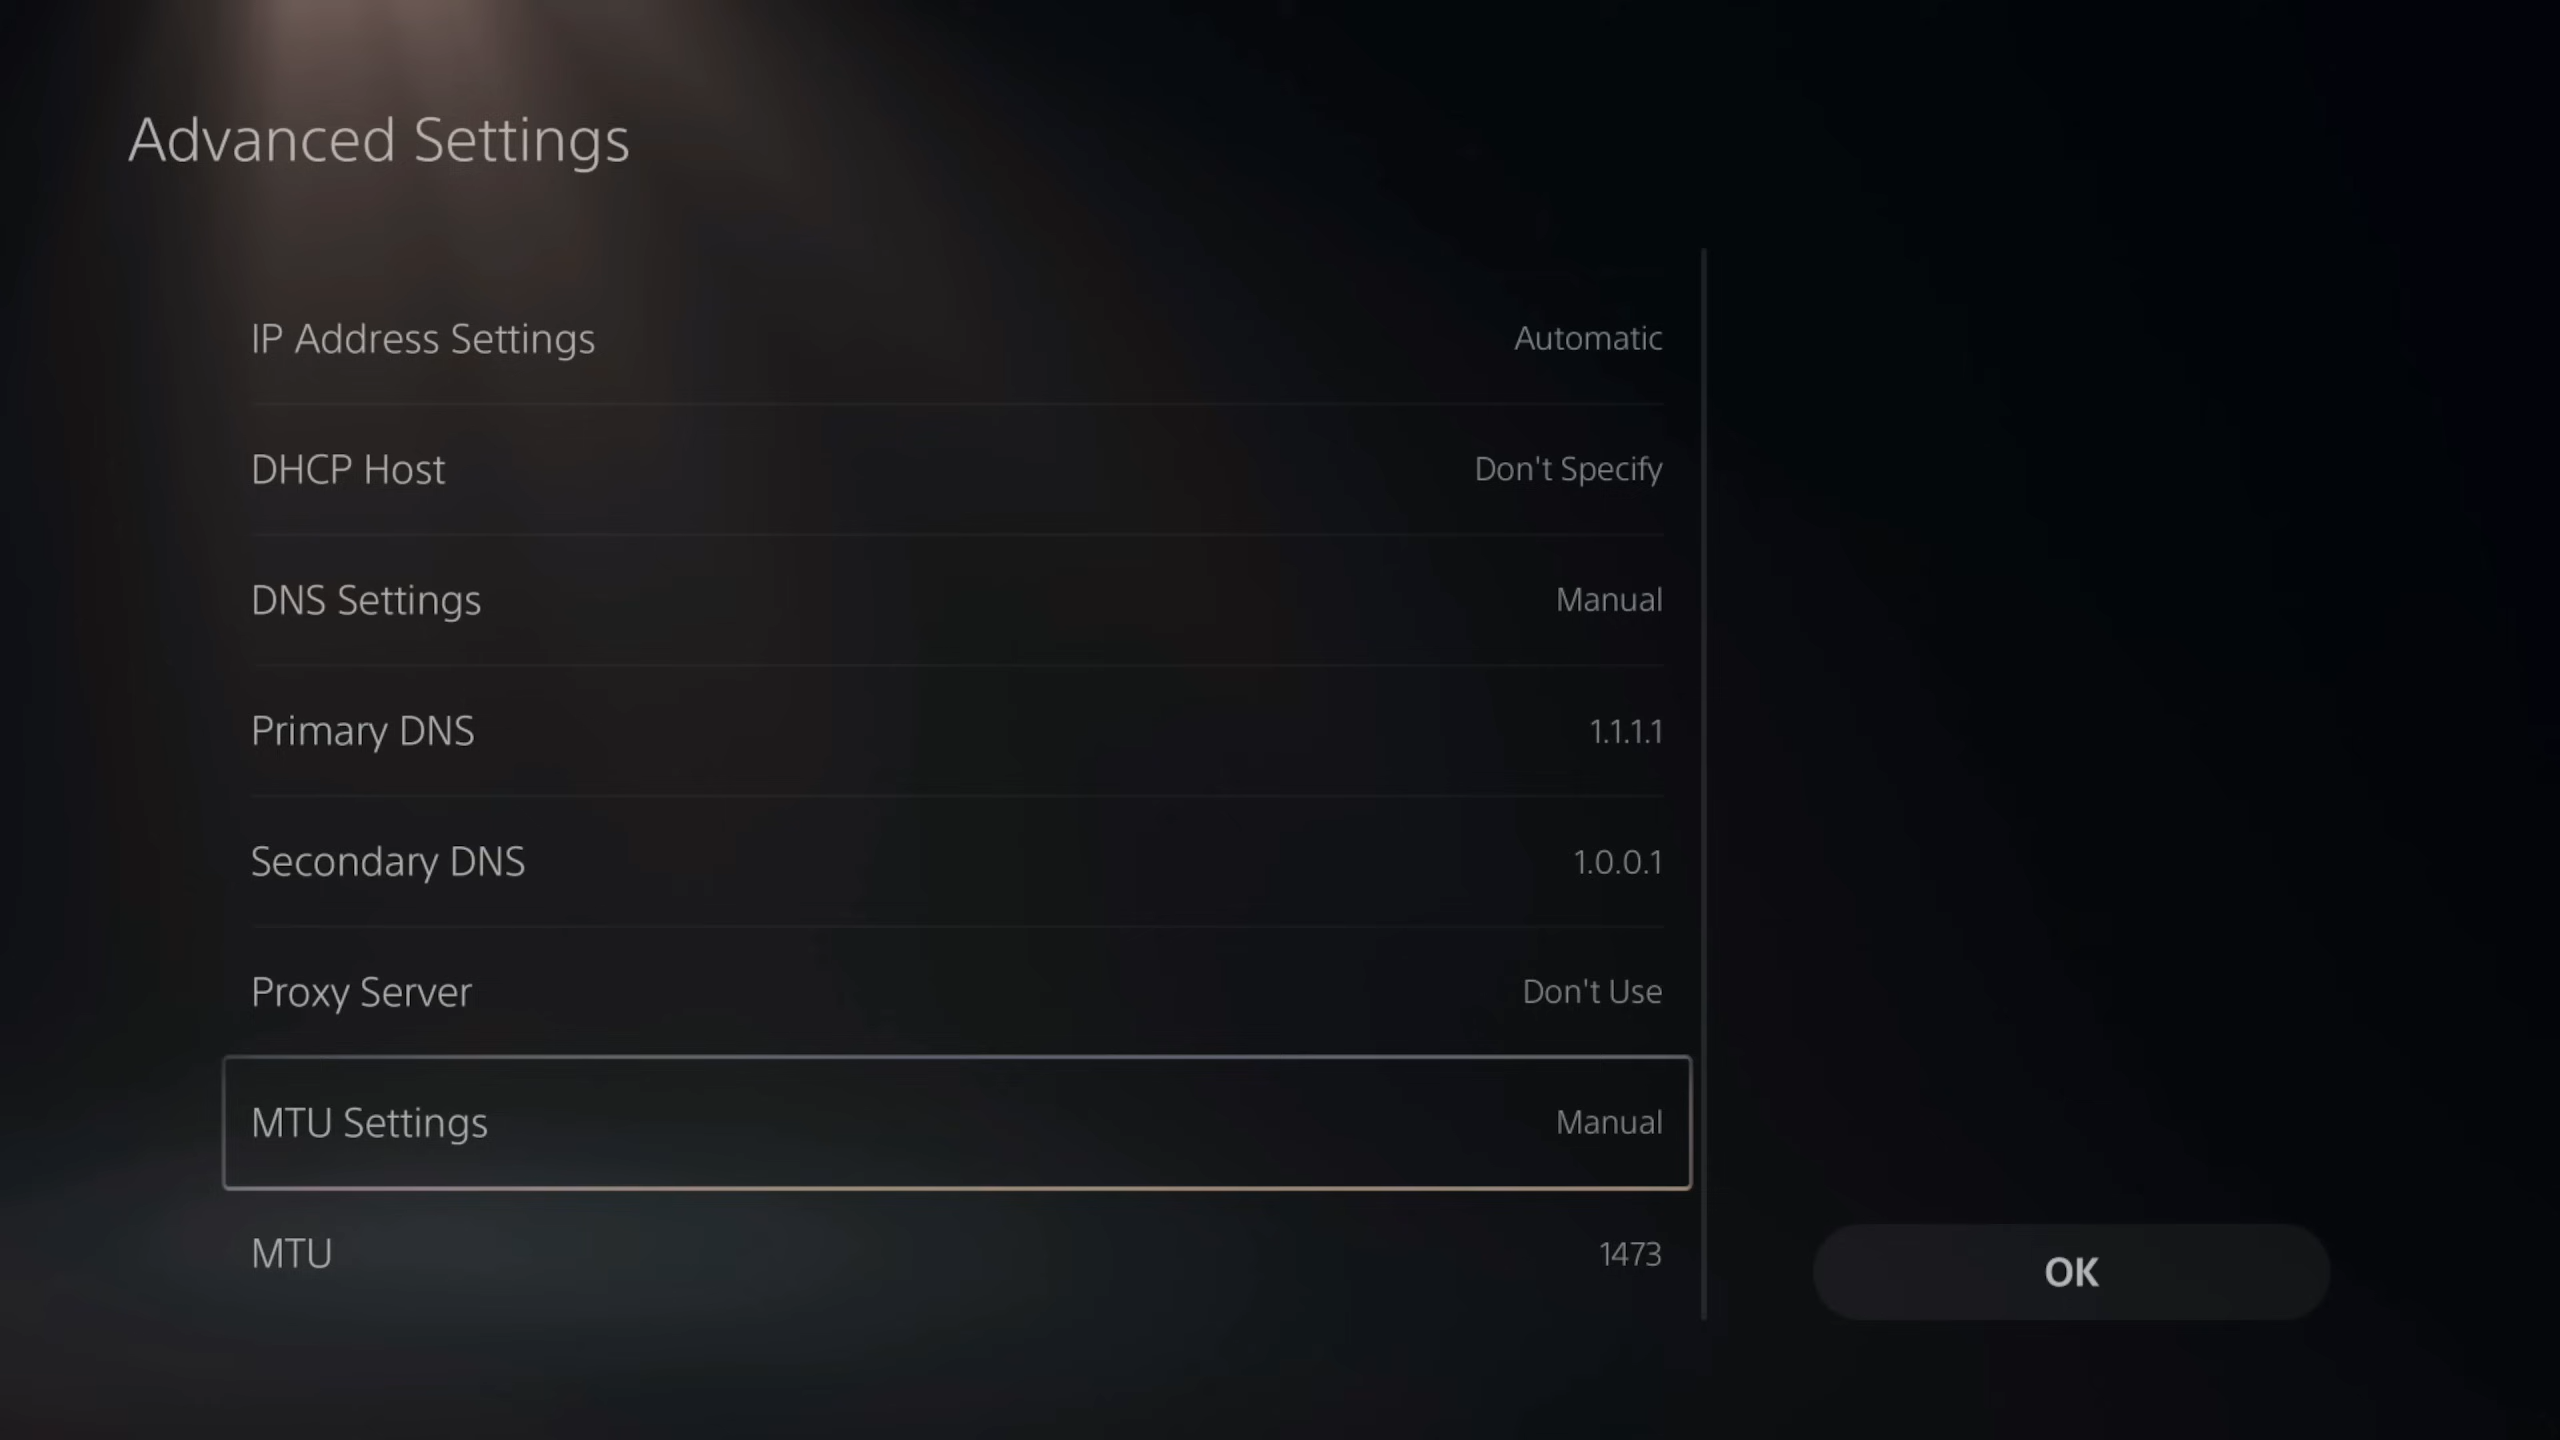 Advanced Settings
IP Address Settings Automatic
DHCP Host Don't Specify
DNS Settings Manual
Primary DNS 1.1.1.1
Secondary DNS 1.0.0.1
Proxy Server Don't Use
MTU Settings Manual
MTU 1473
OK